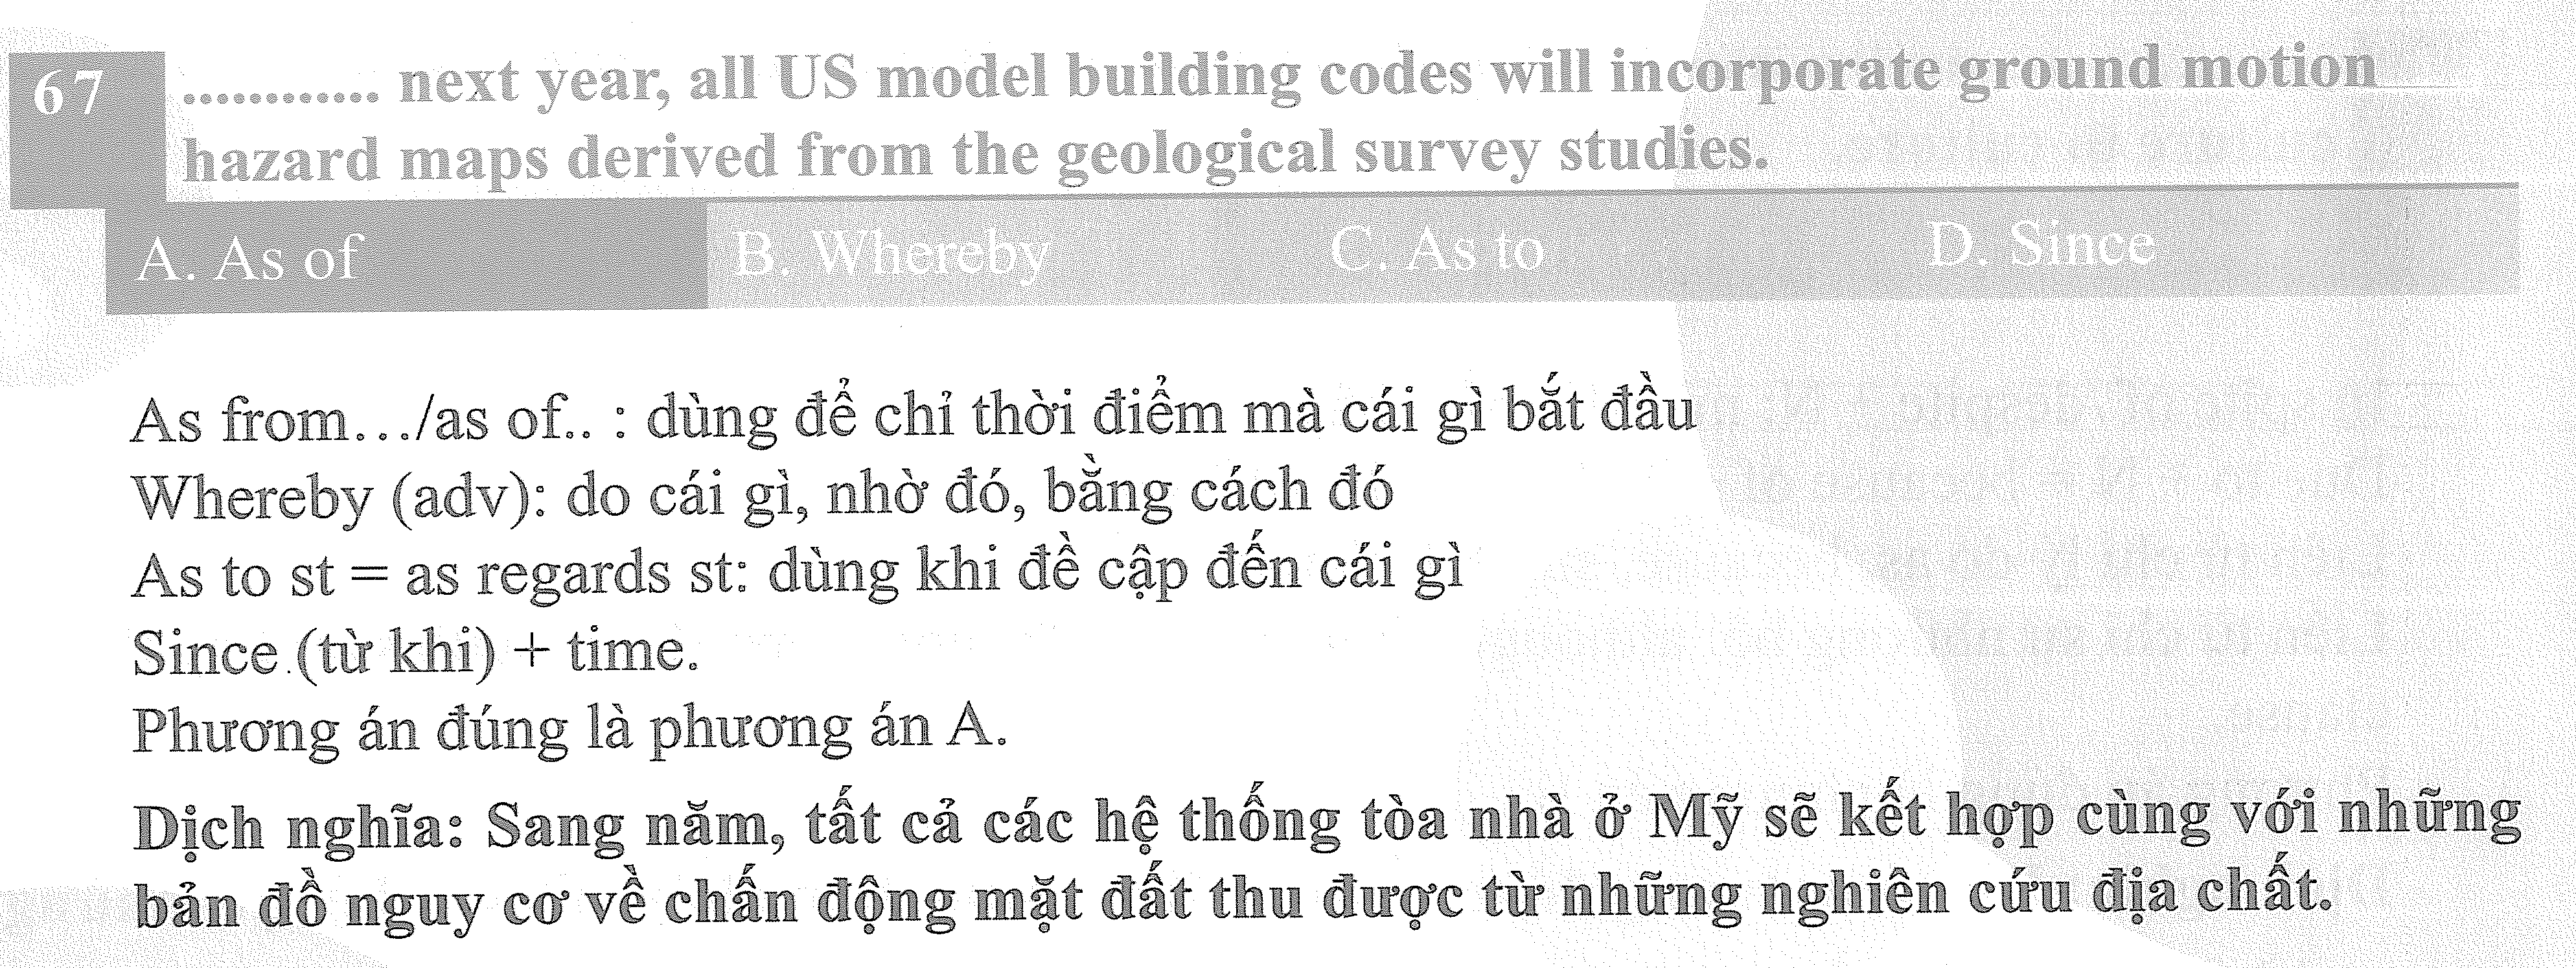 67 ............ next year, all US model building codes will incorporate ground motion
hazard maps derived from the geological survey studies.
A. As of B. Whereby C. As to D. Since
As from…/as of.. : dùng để chỉ thời điểm mà cái gì bắt đầu
Whereby (adv): do cái gì, nhờ đó, bằng cách đó
As to st = as regards st: dùng khi đề cập đến cái gì
Since (từ khi) + time.
Phương án đúng là phương án A.
Dịch nghĩa: Sang năm, tất cả các hệ thống tòa nhà ở Mỹ sẽ kết hợp cùng với những
bản đồ nguy cơ về chấn động mặt đất thu được từ những nghiên cứu địa chất.